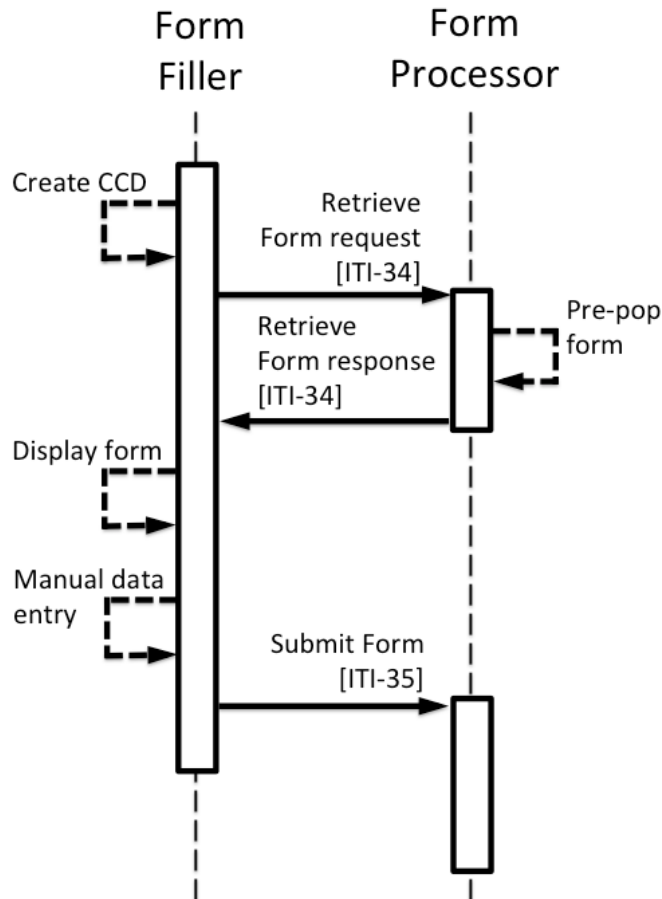 Form
Filler
Form
Processor
Create CCD
Retrieve
Form request
[ITI-34]
Pre-pop
form
Retrieve
Form response
[ITI-34]
Display form
Manual data
entry
Submit Form
[ITI-35]